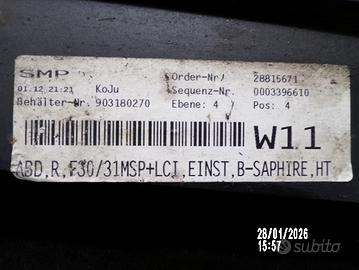 SMP
Order-Nr/ 28815671
01.12.21:21 KoJu Sequenz-Nr. 0003396610
Behälter-Nr. 903180270 Ebene: 4 Pos: 4
W11
ABD,R,F30/31MSP+LCI,EINST,B-SAPHIRE,HT
28/01/2026
15:57
subito